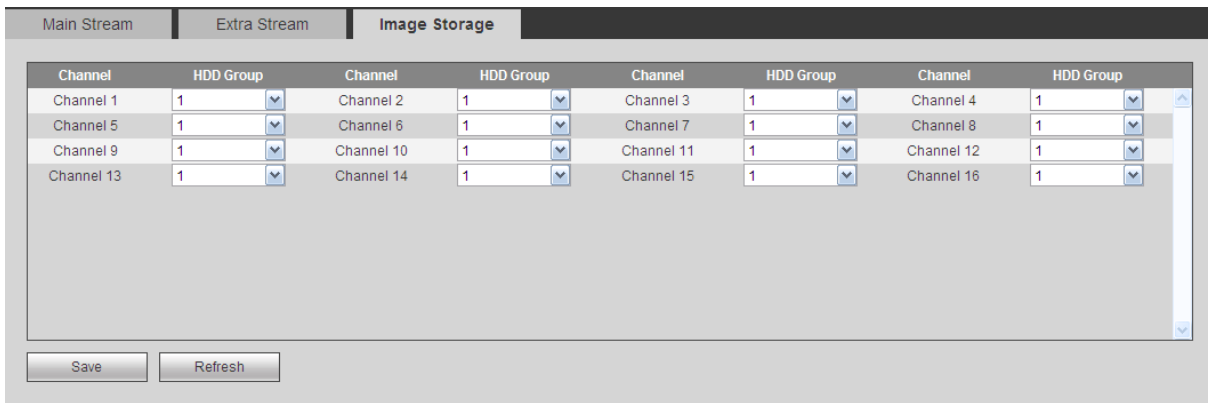 Main Stream Extra Stream Image Storage
Channel HDD Group Channel HDD Group Channel HDD Group Channel HDD Group
Channel 1 1 Channel 2 1 Channel 3 1 Channel 4 1
Channel 5 1 Channel 6 1 Channel 7 1 Channel 8 1
Channel 9 1 Channel 10 1 Channel 11 1 Channel 12 1
Channel 13 1 Channel 14 1 Channel 15 1 Channel 16 1
Save Refresh